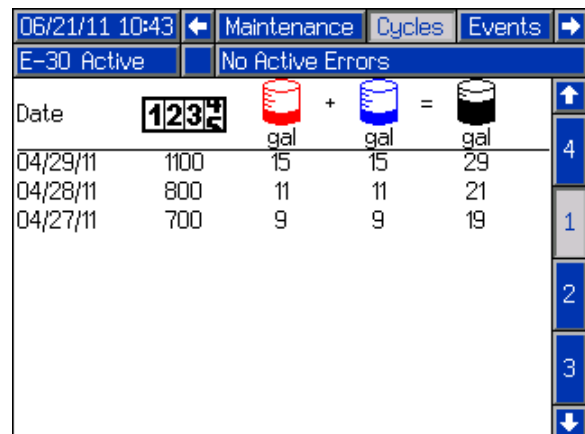 06/21/11 10:43 Maintenance Cycles Events
E-30 Active No Active Errors
Date 123 + =
gal gal gal
4
04/29/11 1100 15 15 29
04/28/11 800 11 11 21
04/27/11 700 9 9 19
1
2
3